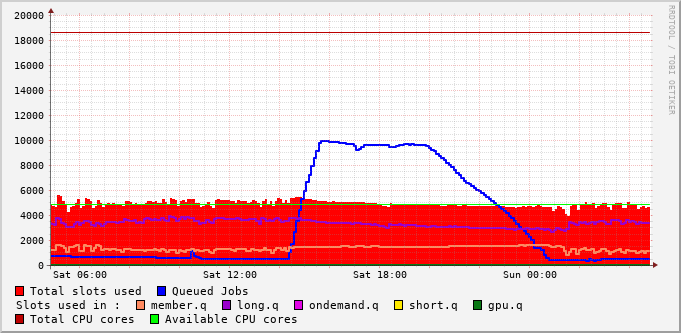 20000
18000
16000
14000
12000
10000
8000
6000
4000
2000
0
Sat 06:00 Sat 12:00 Sat 18:00 Sun 00:00
RRDTOOL / TOBI OETIKER
Total slots used Queued Jobs
Slots used in : member.q long.q ondemand.q short.q gpu.q
Total CPU cores Available CPU cores